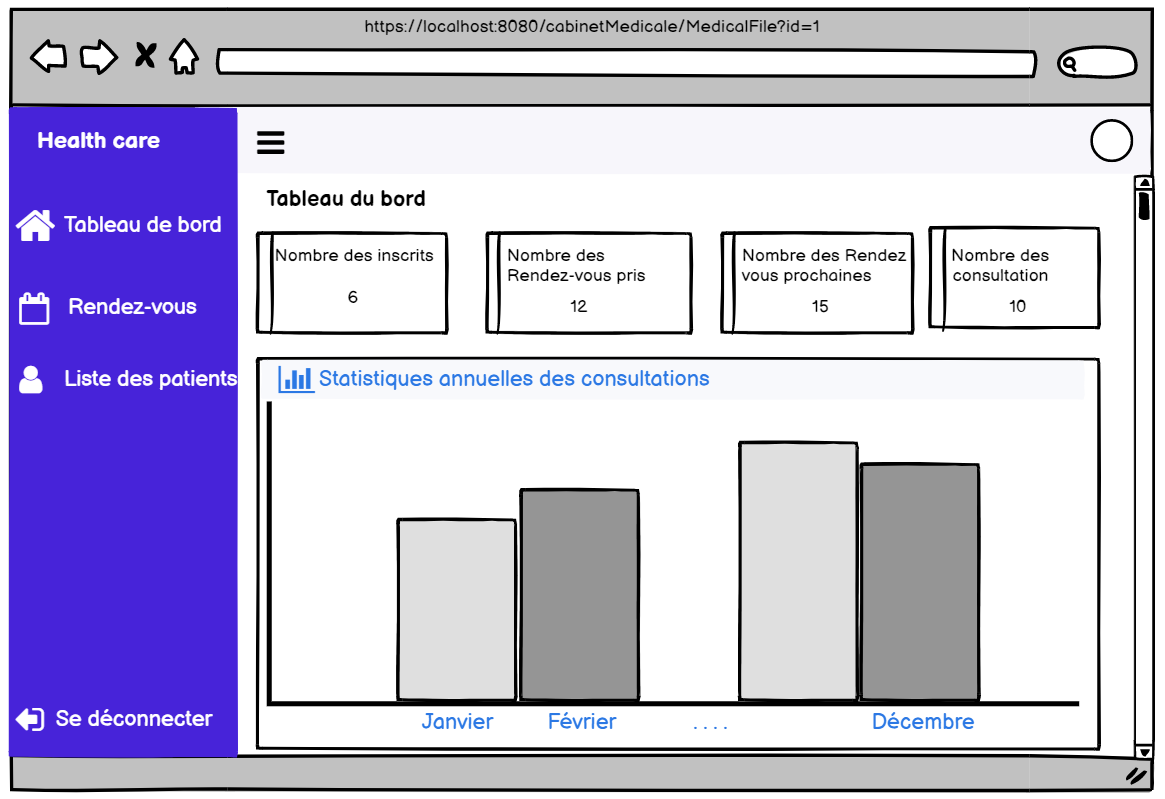 https://localhost:8080/cabinetMedicale/MedicalFile?id=1
Health care
Tableau de bord
Rendez-vous
Liste des patients
Se déconnecter
Tableau du bord
Nombre des inscrits
6
Nombre des
Rendez-vous pris
12
Nombre des Rendez
vous prochaines
15
Nombre des
consultation
10
Statistiques annuelles des consultations
Janvier
Février
....
Décembre